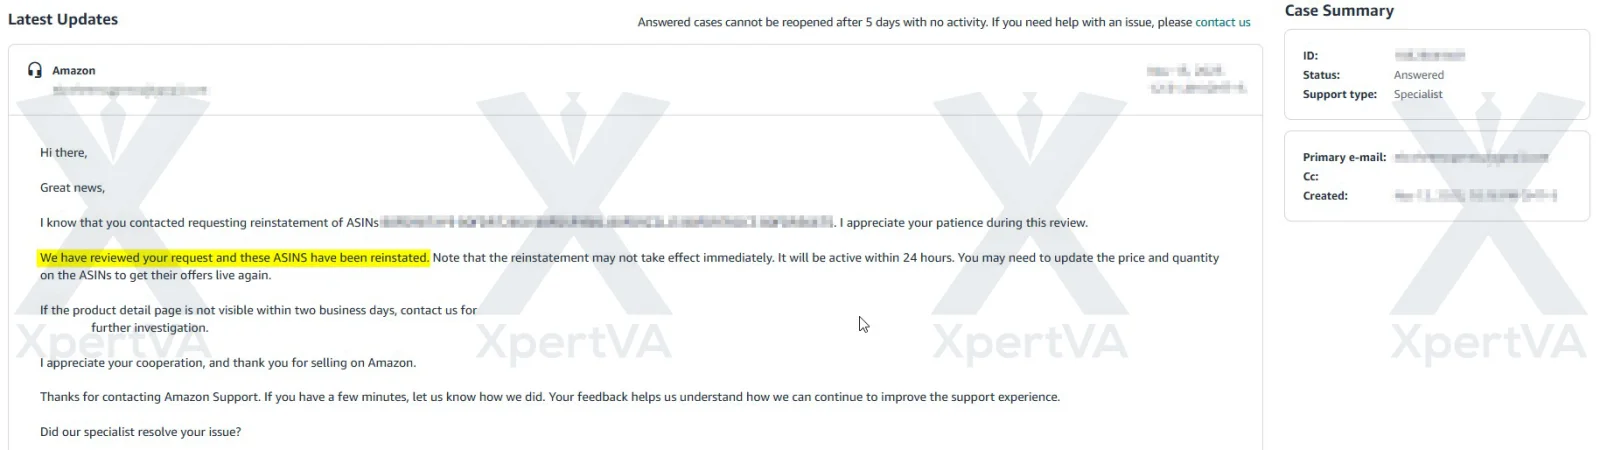 Latest Updates
Answered cases cannot be reopened after 5 days with no activity. If you need help with an issue, please contact us
Amazon
Hi there,
Great news,
I know that you contacted requesting reinstatement of ASINs . I appreciate your patience during this review.
We have reviewed your request and these ASINS have been reinstated. Note that the reinstatement may not take effect immediately. It will be active within 24 hours. You may need to update the price and quantity
on the ASINs to get their offers live again.
If the product detail page is not visible within two business days, contact us for
further investigation.
I appreciate your cooperation, and thank you for selling on Amazon.
Thanks for contacting Amazon Support. If you have a few minutes, let us know how we did. Your feedback helps us understand how we can continue to improve the support experience.
Did our specialist resolve your issue?
Case Summary
ID:
Status: Answered
Support type: Specialist
Primary e-mail:
Cc:
Created:
XpertVA
XpertVA
XpertVA
XpertVA